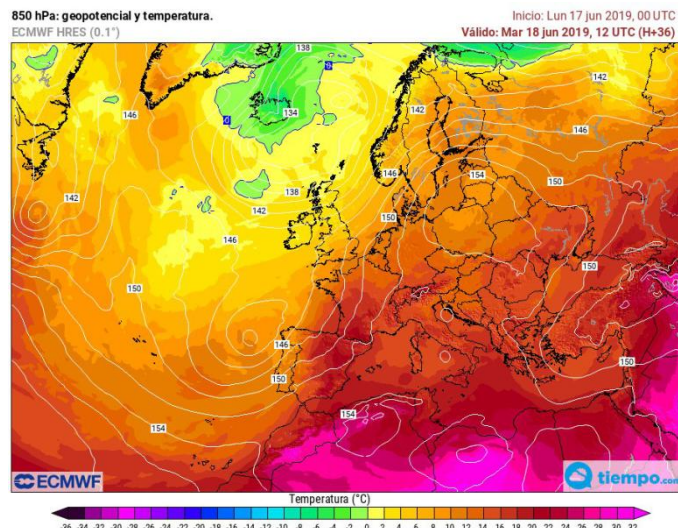 850 hPa: geopotencial y temperatura.
Inicio: Lun 17 jun 2019, 00 UTC
ECMWF HRES (0.1°)
Válido: Mar 18 jun 2019, 12 UTC (H+36)
138
142
146
134
142
146
154
146
142
138
150
150
142
146
150
150
146
150
150
154
154
ECMWF
tiempo.com
Temperatura (°C)
-36 -34 -32 -30 -28 -26 -24 -22 -20 -18 -16 -14 -12 -10 -8 -6 -4 -2 0 2 4 6 8 10 12 14 16 18 20 22 24 26 28 30 32